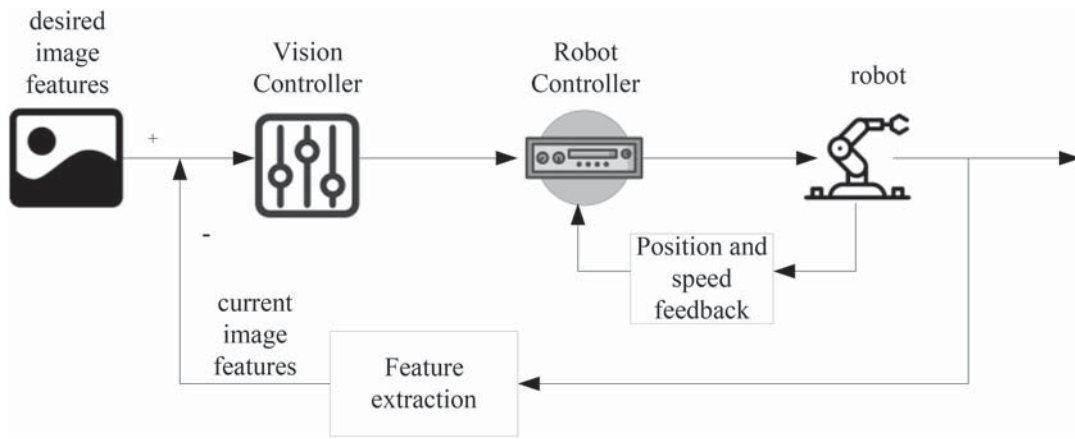 desired
image
features
Vision
Controller
Robot
Controller
robot
+
-
Position and
speed
feedback
current
image
features
Feature
extraction